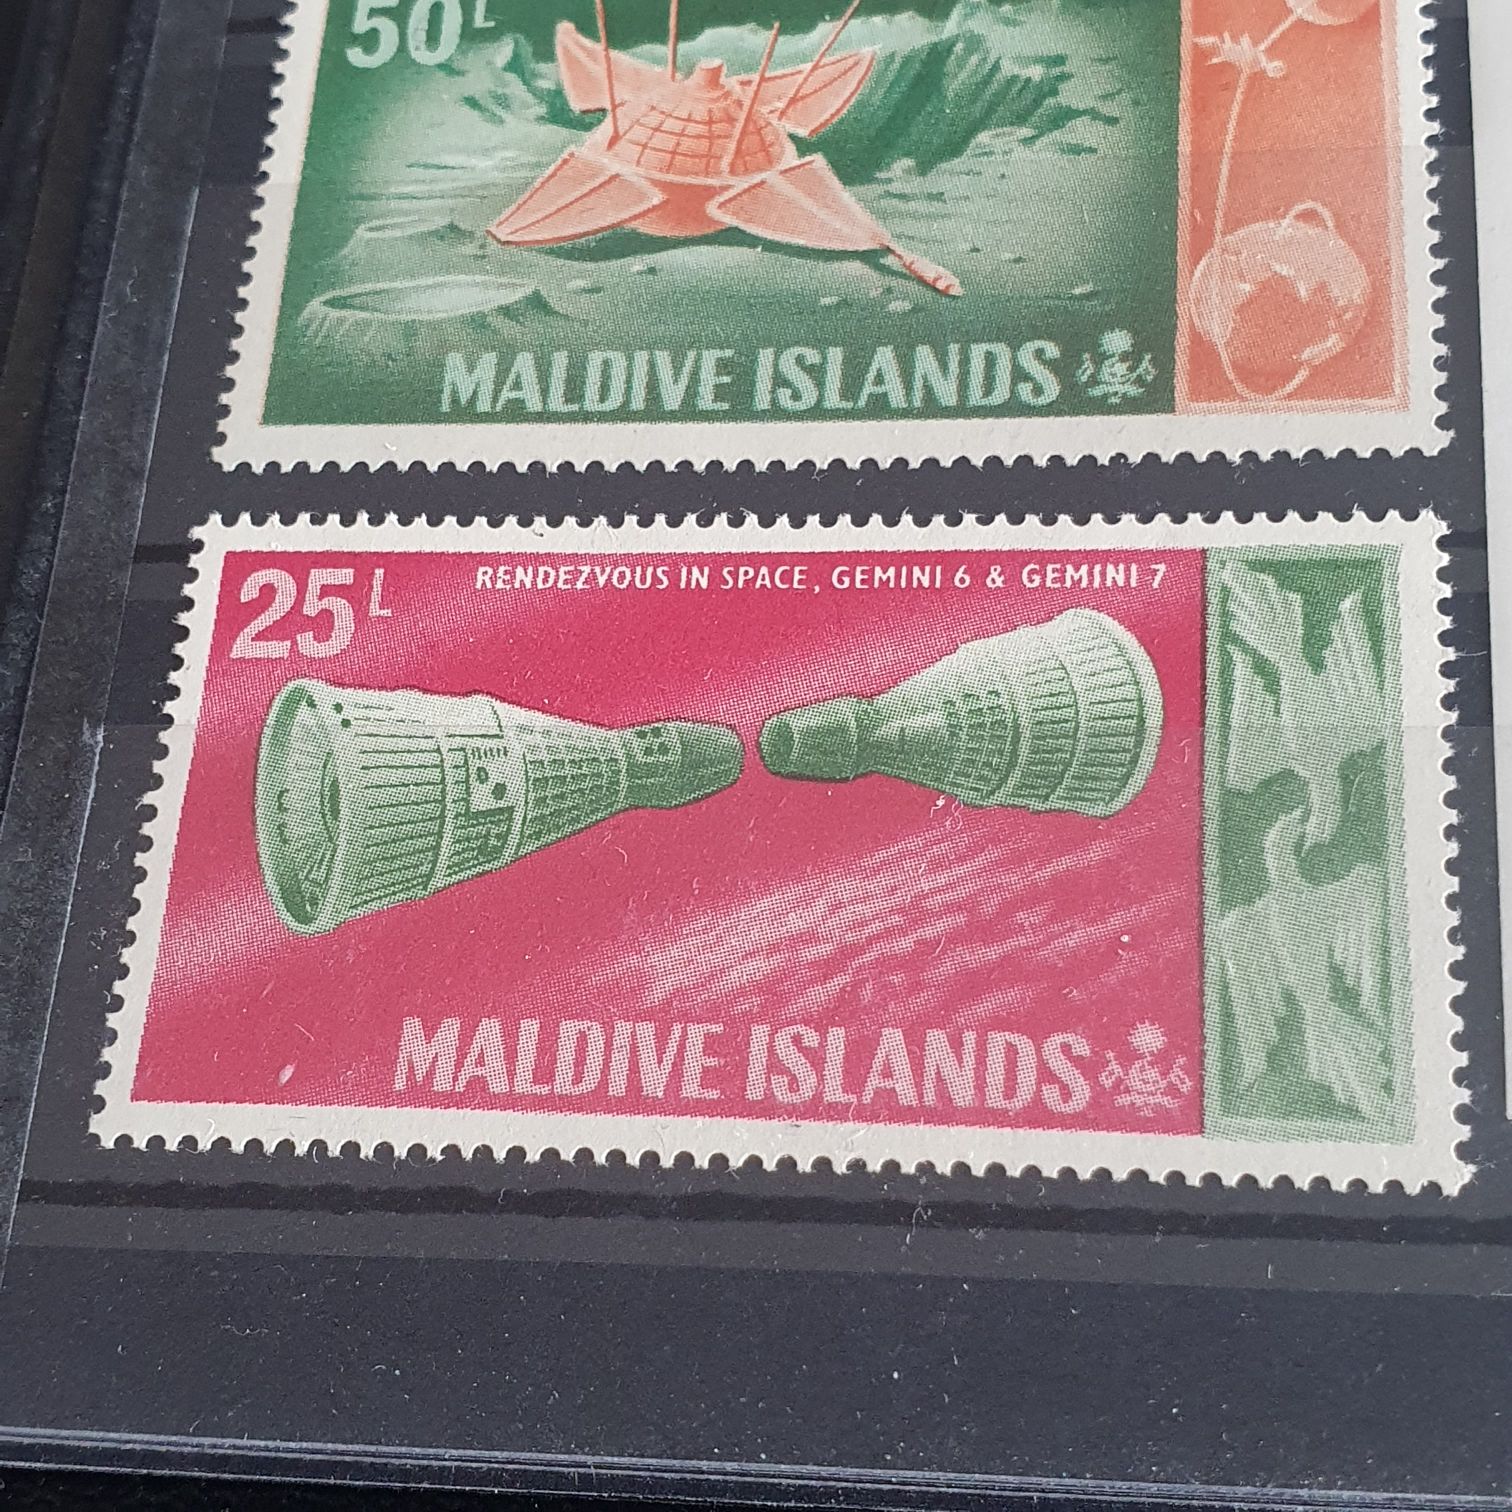 50L
MALDIVE ISLANDS
25L
RENDEZVOUS IN SPACE, GEMINI 6 & GEMINI 7
MALDIVE ISLANDS